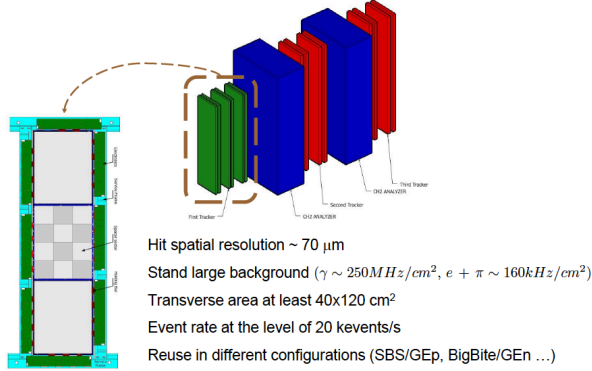 Third Tracker
CH2 ANALYZER
Second Tracker
CH2 ANALYZER
First Tracker
Hit spatial resolution ~ 70 μm
Stand large background (γ ~ 250MHz/cm², e + π ~ 160kHz/cm²)
Transverse area at least 40x120 cm²
Event rate at the level of 20 kevents/s
Reuse in different configurations (SBS/GEp, BigBite/GEn …)